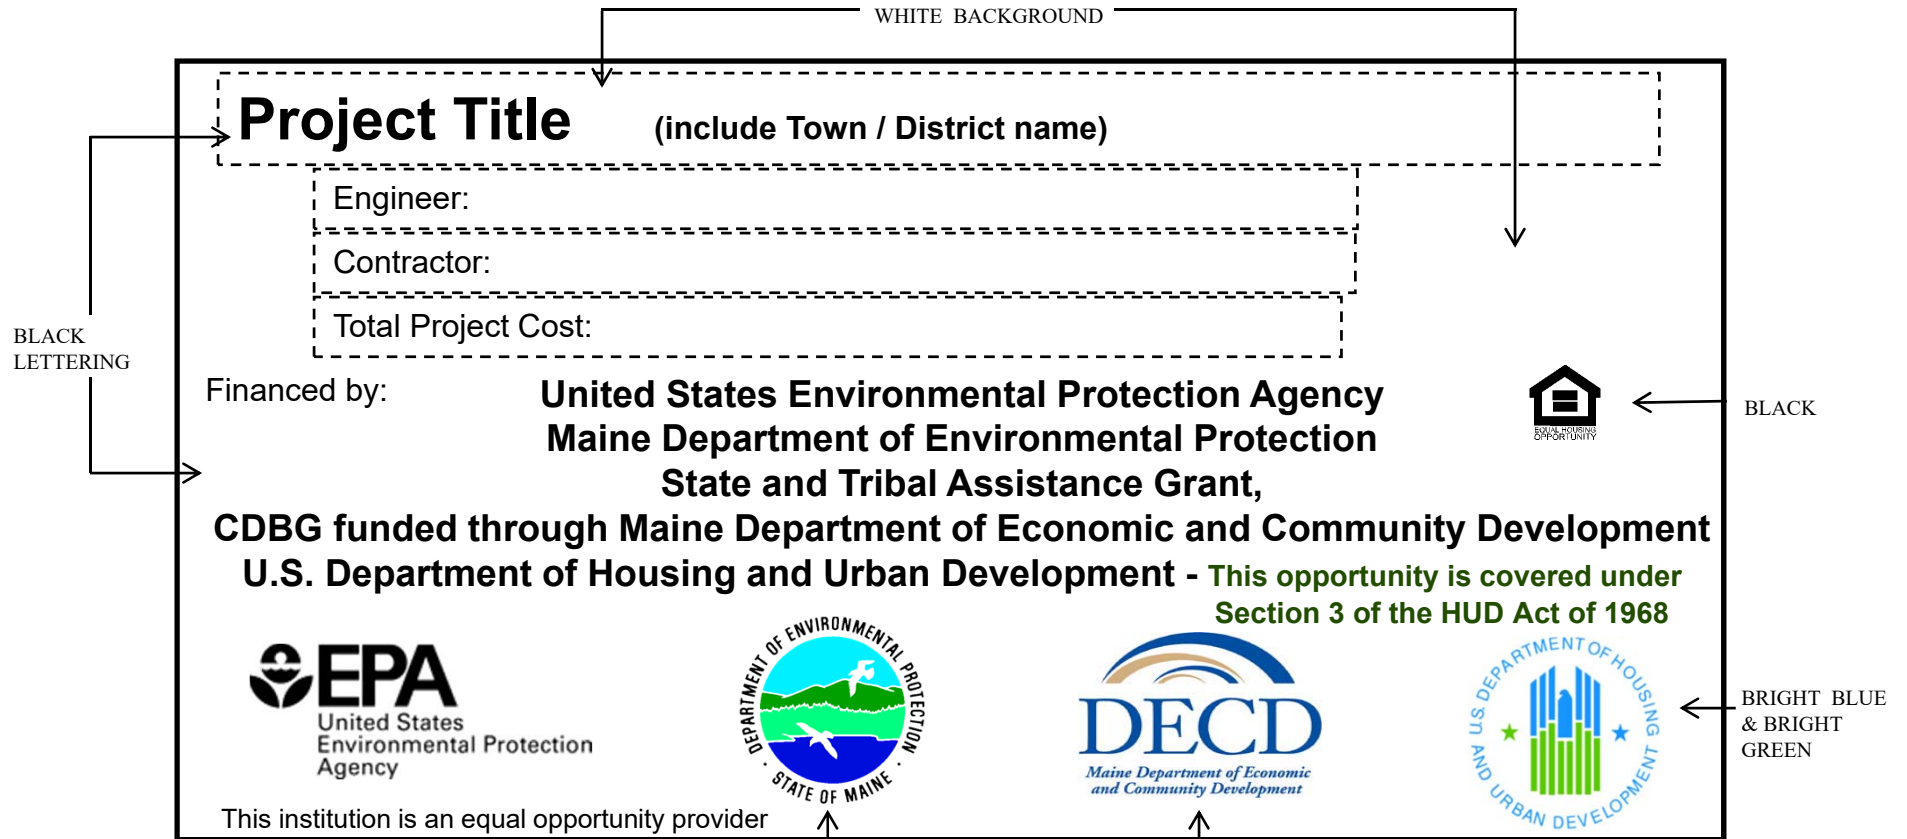 WHITE BACKGROUND
Project Title (include Town / District name)
Engineer:
Contractor:
Total Project Cost:
BLACK
LETTERING
Financed by:
United States Environmental Protection Agency
Maine Department of Environmental Protection
State and Tribal Assistance Grant,
CDBG funded through Maine Department of Economic and Community Development
U.S. Department of Housing and Urban Development - This opportunity is covered under
Section 3 of the HUD Act of 1968
EQUAL HOUSING
OPPORTUNITY
BLACK
EPA
United States
Environmental Protection
Agency
DEPARTMENT OF ENVIRONMENTAL PROTECTION
STATE OF MAINE
DECD
Maine Department of Economic
and Community Development
U.S. DEPARTMENT OF HOUSING
AND URBAN DEVELOPMENT
BRIGHT BLUE
& BRIGHT
GREEN
This institution is an equal opportunity provider